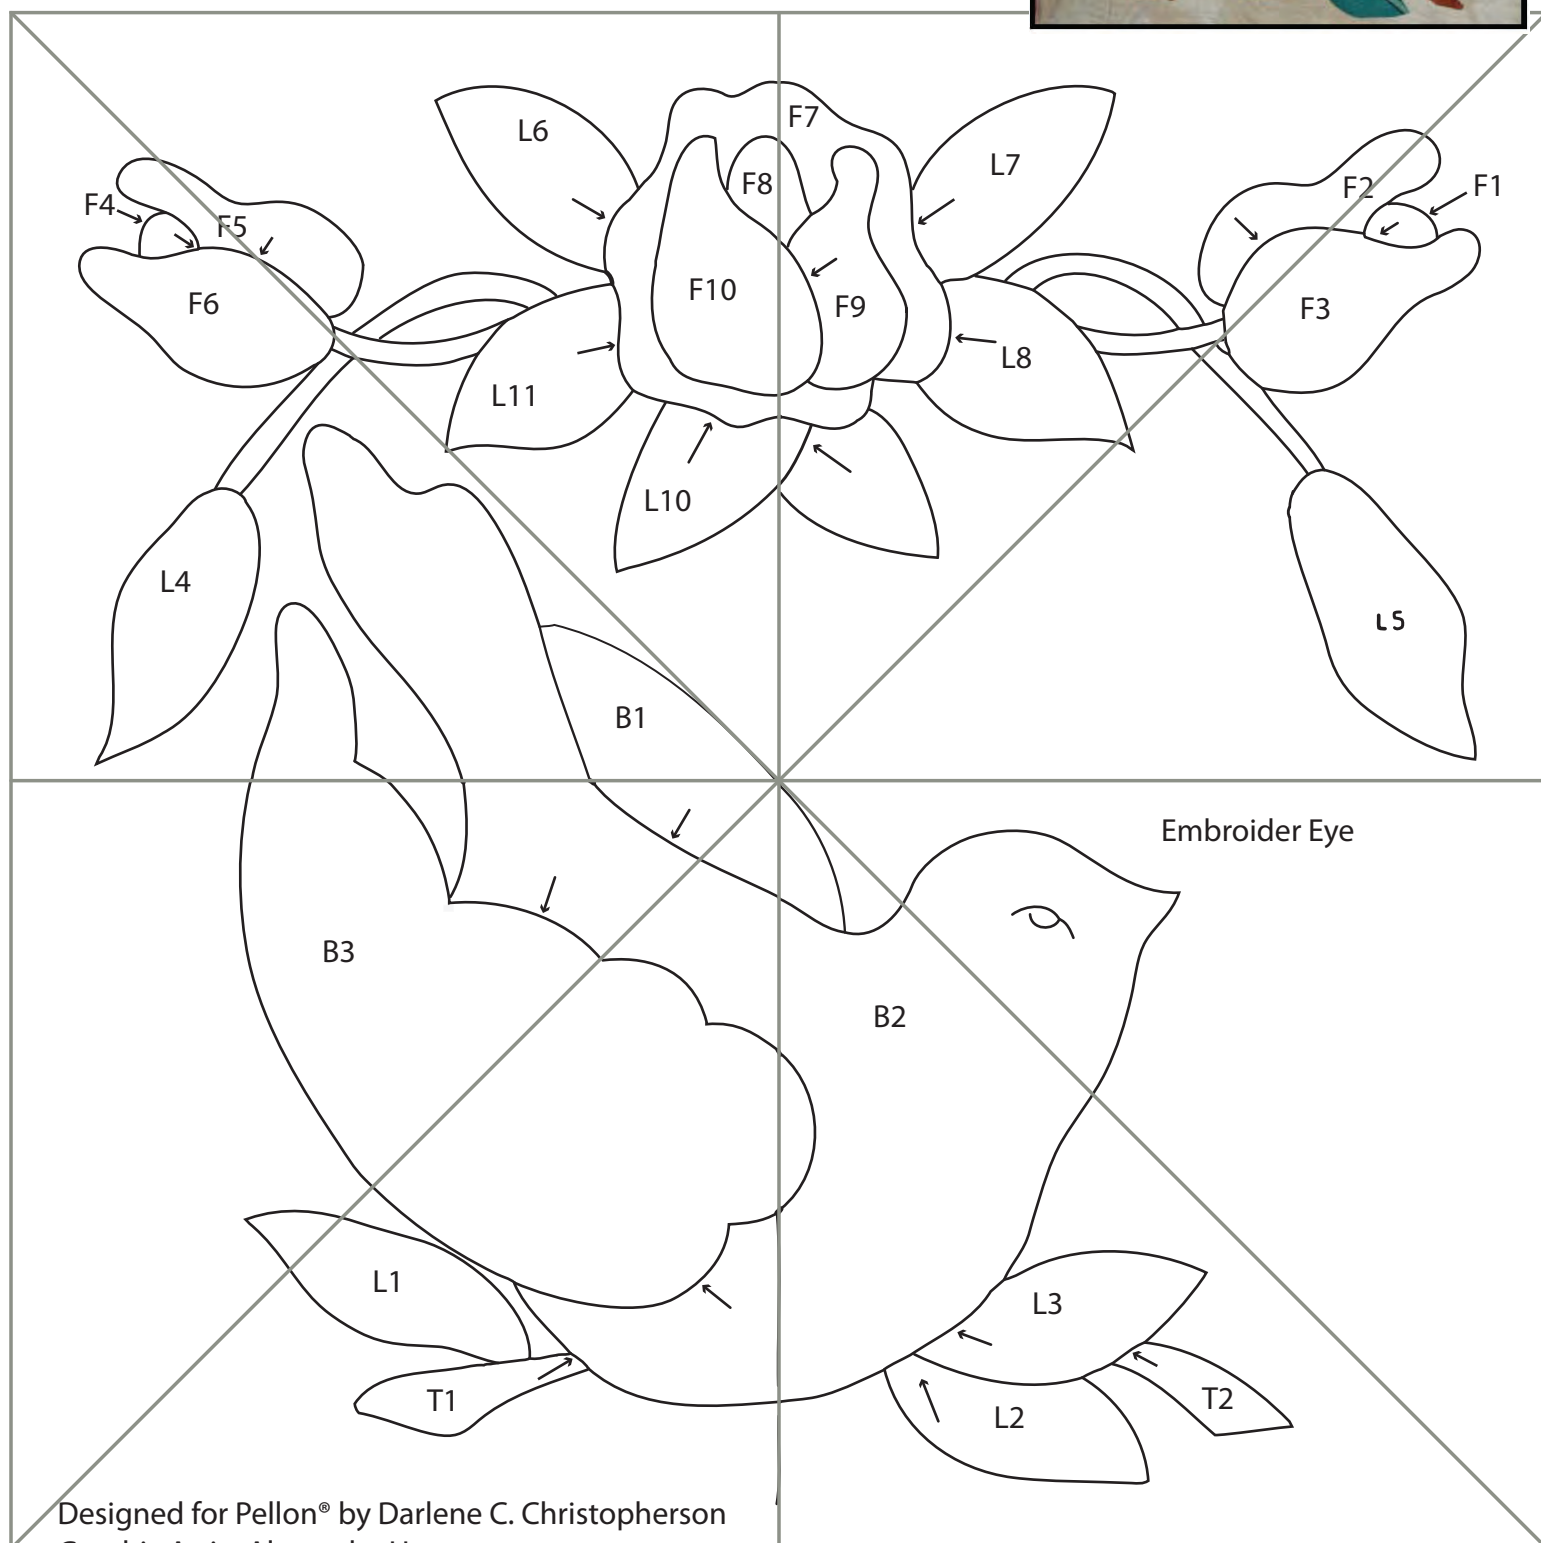 F7
L6
L7
F8
F2
F1
F4
F5
F10
F9
F6
F3
L8
L11
L10
L4
L5
B1
Embroider Eye
B3
B2
L1
L3
T1
L2
T2
Designed for Pellon® by Darlene C. Christopherson